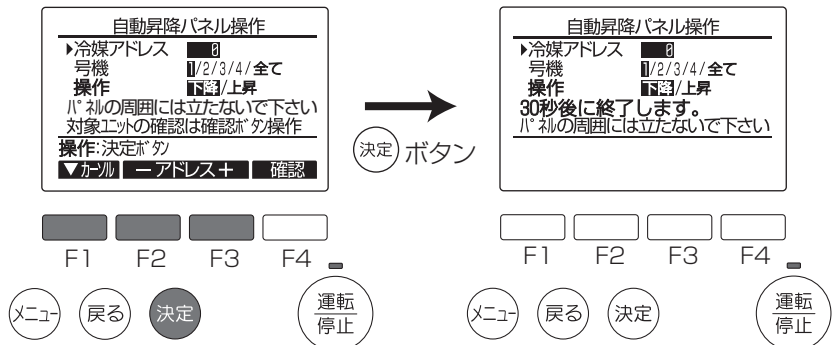 自動昇降パネル操作
▶冷媒アドレス 0
号機 1/2/3/4/全て
操作 下降/上昇
パネルの周囲には立たないで下さい
対象ユニットの確認は確認ボタン操作
操作:決定ボタン
▼カーソル －アドレス＋ 確認
F1 F2 F3 F4
メニュー 戻る 決定 運転
停止
決定 ボタン
自動昇降パネル操作
▶冷媒アドレス 0
号機 1/2/3/4/全て
操作 下降/上昇
30秒後に終了します。
パネルの周囲には立たないで下さい
F1 F2 F3 F4
メニュー 戻る 決定 運転
停止